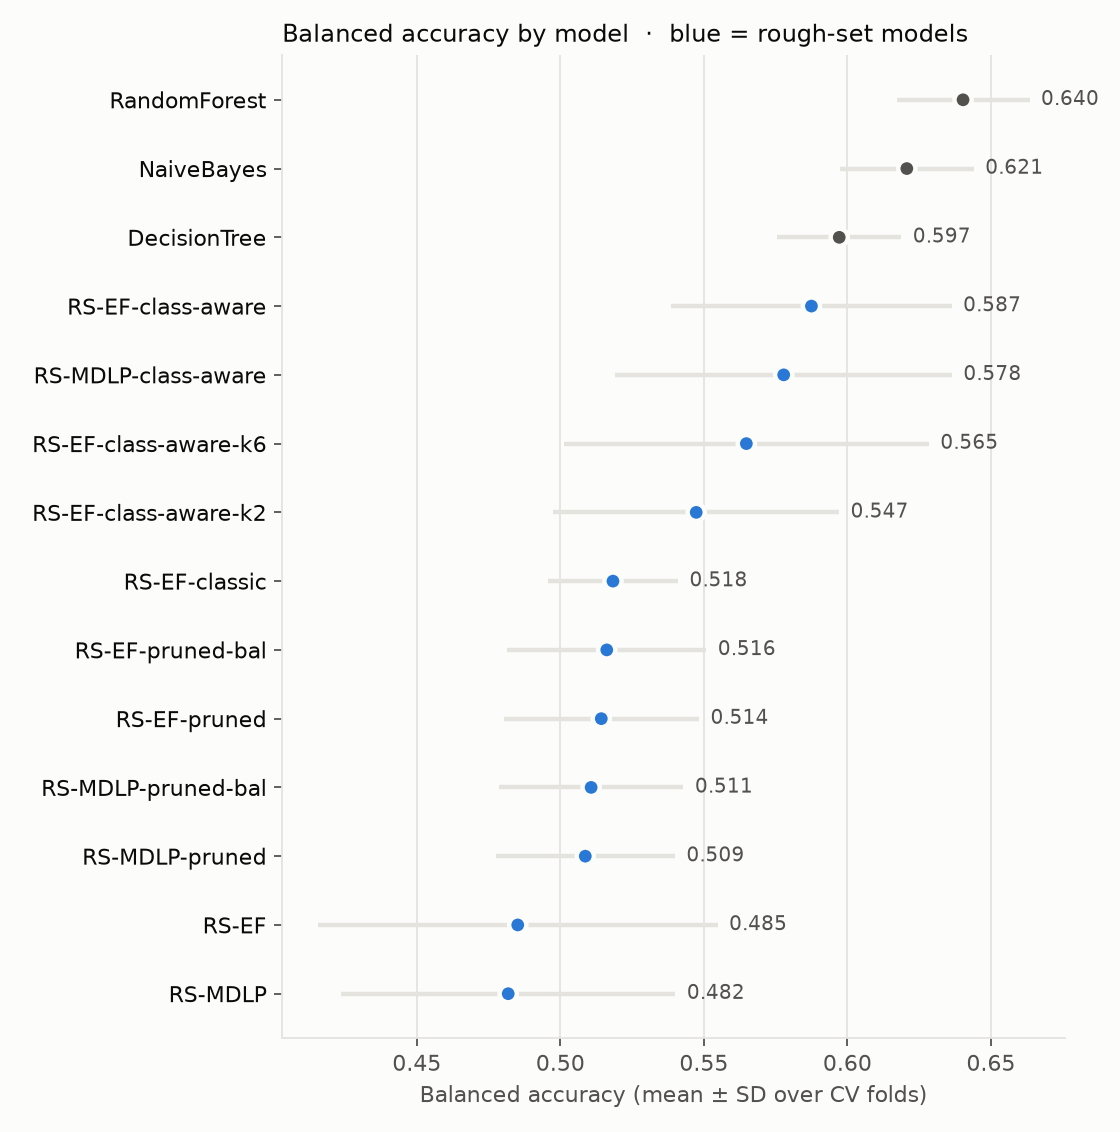 Balanced accuracy by model · blue = rough-set models
RandomForest 0.640
NaiveBayes 0.621
DecisionTree 0.597
RS-EF-class-aware 0.587
RS-MDLP-class-aware 0.578
RS-EF-class-aware-k6 0.565
RS-EF-class-aware-k2 0.547
RS-EF-classic 0.518
RS-EF-pruned-bal 0.516
RS-EF-pruned 0.514
RS-MDLP-pruned-bal 0.511
RS-MDLP-pruned 0.509
RS-EF 0.485
RS-MDLP 0.482
0.45 0.50 0.55 0.60 0.65
Balanced accuracy (mean ± SD over CV folds)